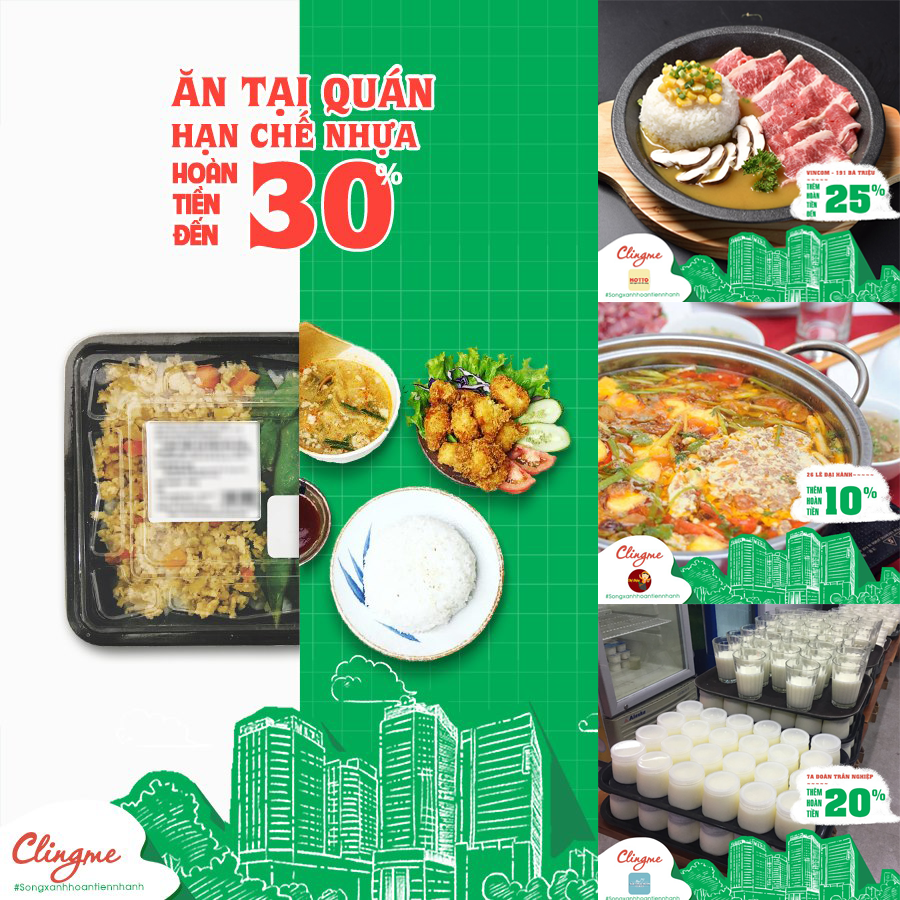 ĂN TẠI QUÁN
HẠN CHẾ NHỰA
HOÀN
TIỀN
ĐẾN
30%
Clingme
#Songxanhhoantiennhanh
VINCOM - 191 BÀ TRIỆU
THÊM
HOÀN
TIỀN
ĐẾN
25%
Clingme
MOTTO
#Songxanhhoantiennhanh
26 LÊ ĐẠI HÀNH
THÊM
HOÀN
TIỀN
10%
Clingme
#Songxanhhoantiennhanh
Alaska
7A ĐOÀN TRẦN NGHIỆP
THÊM
HOÀN
TIỀN
20%
Clingme
#Songxanhhoantiennhanh